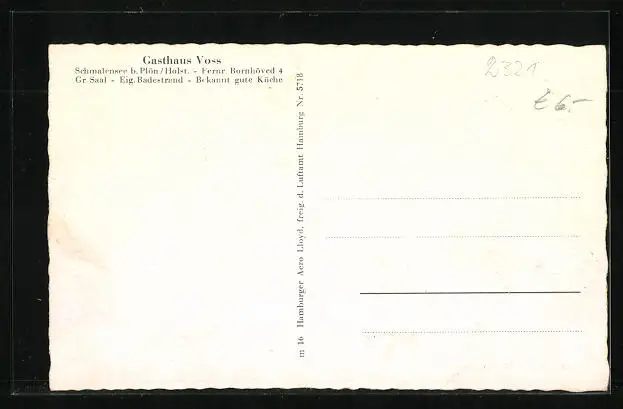 Gasthaus Voss
Schmalensee b. Plön/Holst. - Fernr. Bornhöved 4
Gr Saal - Eig. Badestrand - Bekannt gute Küche
m 16 Hamburger Aero Lloyd, freig. d. Luftamt Hamburg Nr. 5718
2321
€ 6.-